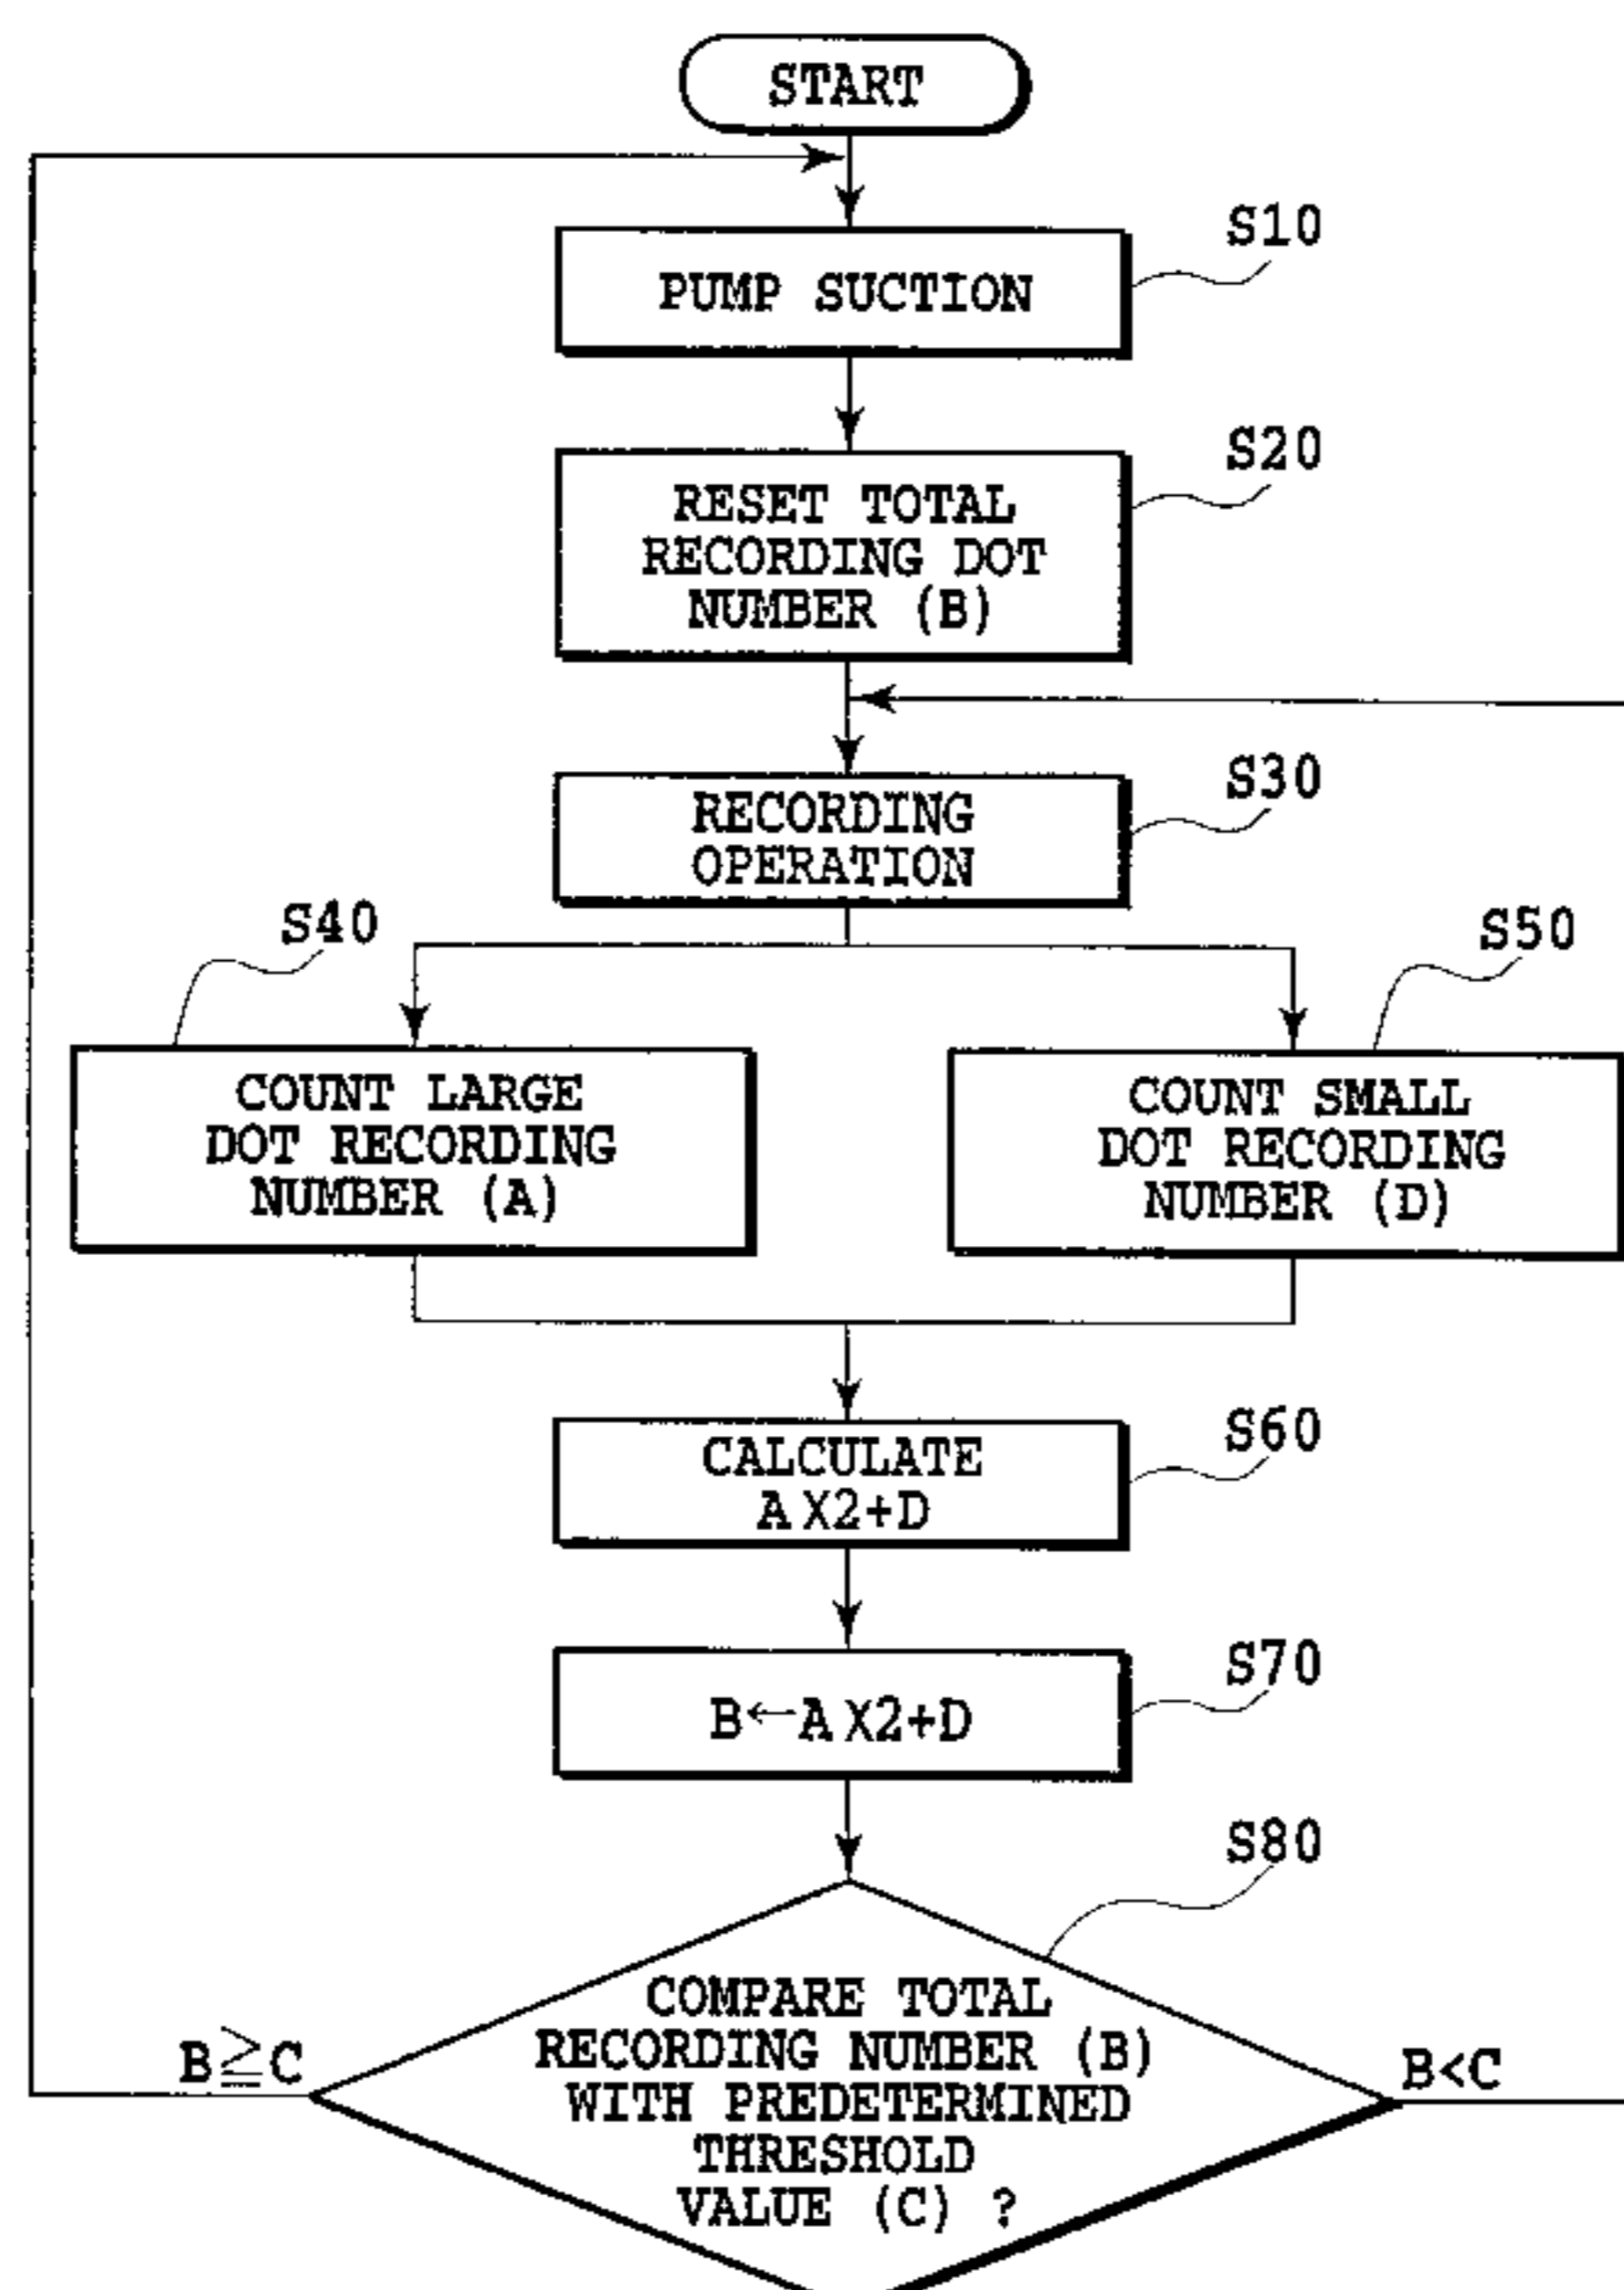 START
S10
PUMP SUCTION
S20
RESET TOTAL
RECORDING DOT
NUMBER (B)
S30
RECORDING
OPERATION
S40
S50
COUNT LARGE
DOT RECORDING
NUMBER (A)
COUNT SMALL
DOT RECORDING
NUMBER (D)
S60
CALCULATE
A X2+D
S70
B←A X2+D
S80
COMPARE TOTAL
RECORDING NUMBER (B)
WITH PREDETERMINED
THRESHOLD
VALUE (C) ?
B≧C
B<C